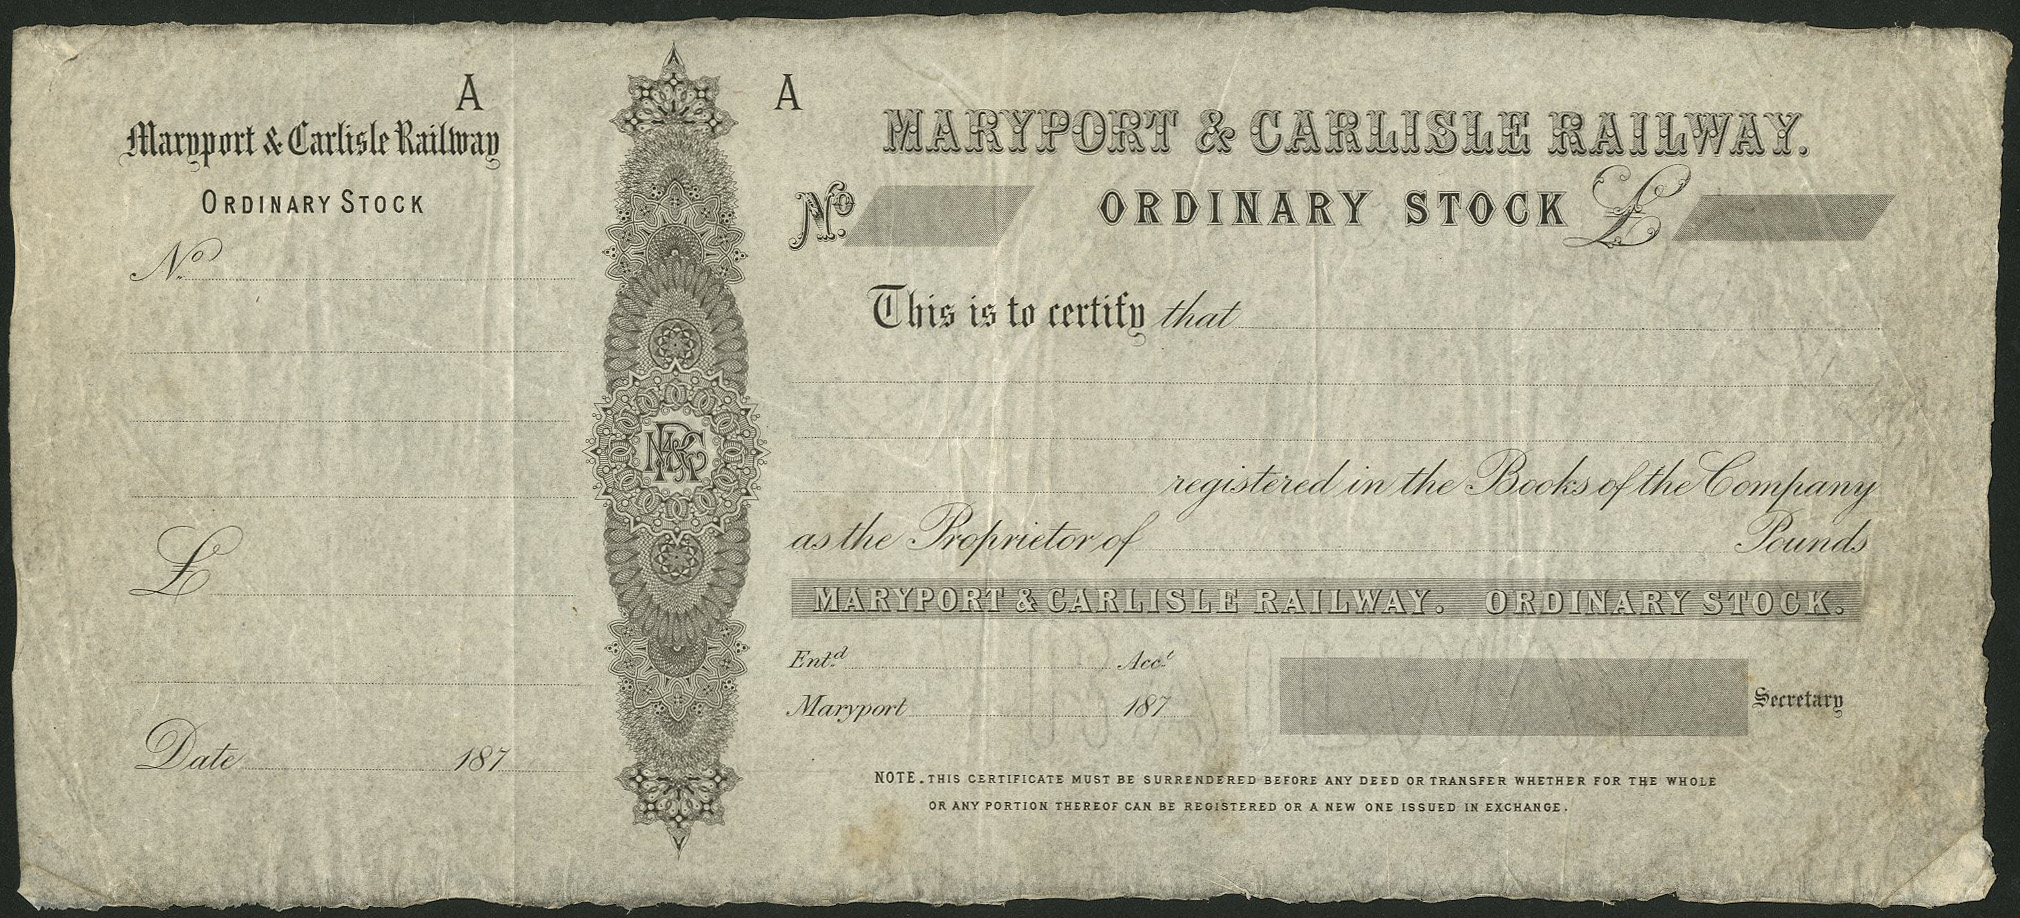 A
Maryport & Carlisle Railway
ORDINARY STOCK
No
£
Date 187
M&CR
A
MARYPORT & CARLISLE RAILWAY.
No. ORDINARY STOCK £
This is to certify that
registered in the Books of the Company
as the Proprietor of Pounds
MARYPORT & CARLISLE RAILWAY. ORDINARY STOCK.
Entd. Acct.
Maryport 187
Secretary
NOTE. THIS CERTIFICATE MUST BE SURRENDERED BEFORE ANY DEED OR TRANSFER WHETHER FOR THE WHOLE
OR ANY PORTION THEREOF CAN BE REGISTERED OR A NEW ONE ISSUED IN EXCHANGE.